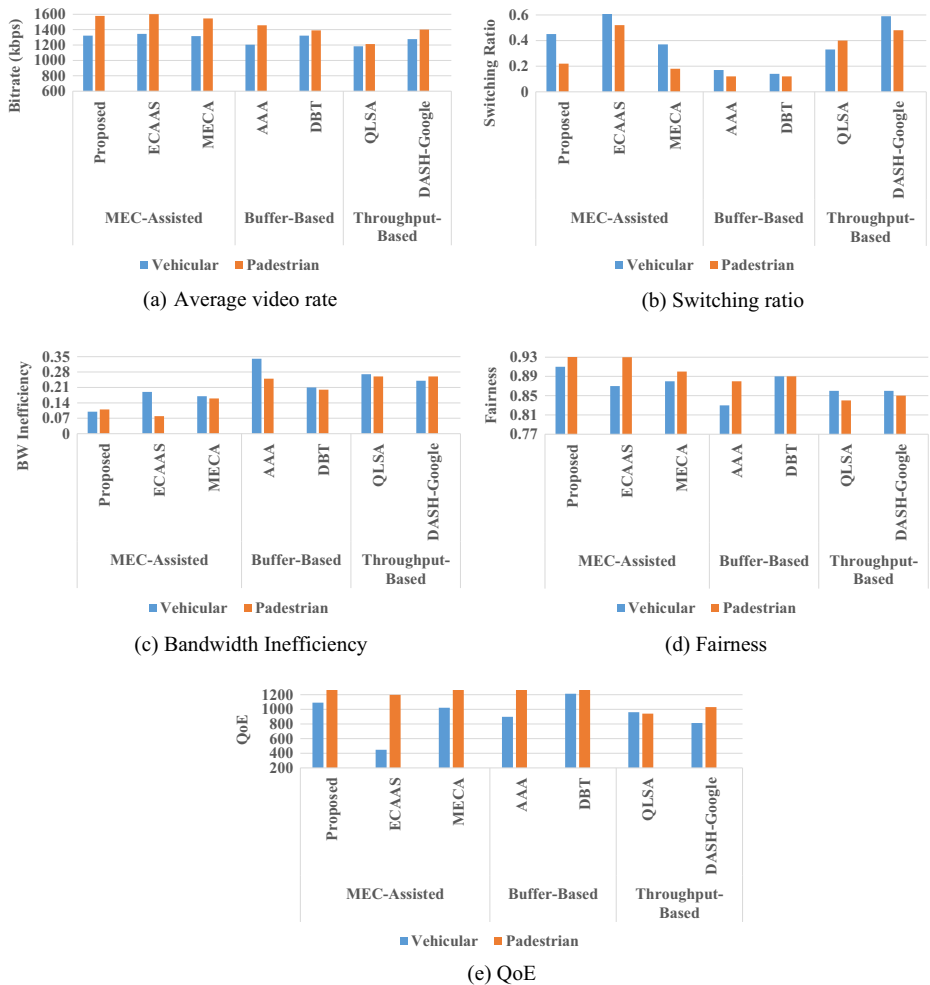 1600
1400
1200
1000
800
600
Bitrate (kbps)
Proposed
ECAAS
MECA
AAA
DBT
QLSA
DASH-Google
MEC-Assisted
Buffer-Based
Throughput-
Based
Vehicular
Padestrian
(a) Average video rate
0.6
0.4
0.2
0
Switching Ratio
Proposed
ECAAS
MECA
AAA
DBT
QLSA
DASH-Google
MEC-Assisted
Buffer-Based
Throughput-
Based
Vehicular
Padestrian
(b) Switching ratio
0.35
0.28
0.21
0.14
0.07
0
BW Inefficiency
Proposed
ECAAS
MECA
AAA
DBT
QLSA
DASH-Google
MEC-Assisted
Buffer-Based
Throughput-
Based
Vehicular
Padestrian
(c) Bandwidth Inefficiency
0.93
0.89
0.85
0.81
0.77
Fairness
Proposed
ECAAS
MECA
AAA
DBT
QLSA
DASH-Google
MEC-Assisted
Buffer-Based
Throughput-
Based
Vehicular
Padestrian
(d) Fairness
1200
1000
800
600
400
200
QoE
Proposed
ECAAS
MECA
AAA
DBT
QLSA
DASH-Google
MEC-Assisted
Buffer-Based
Throughput-
Based
Vehicular
Padestrian
(e) QoE